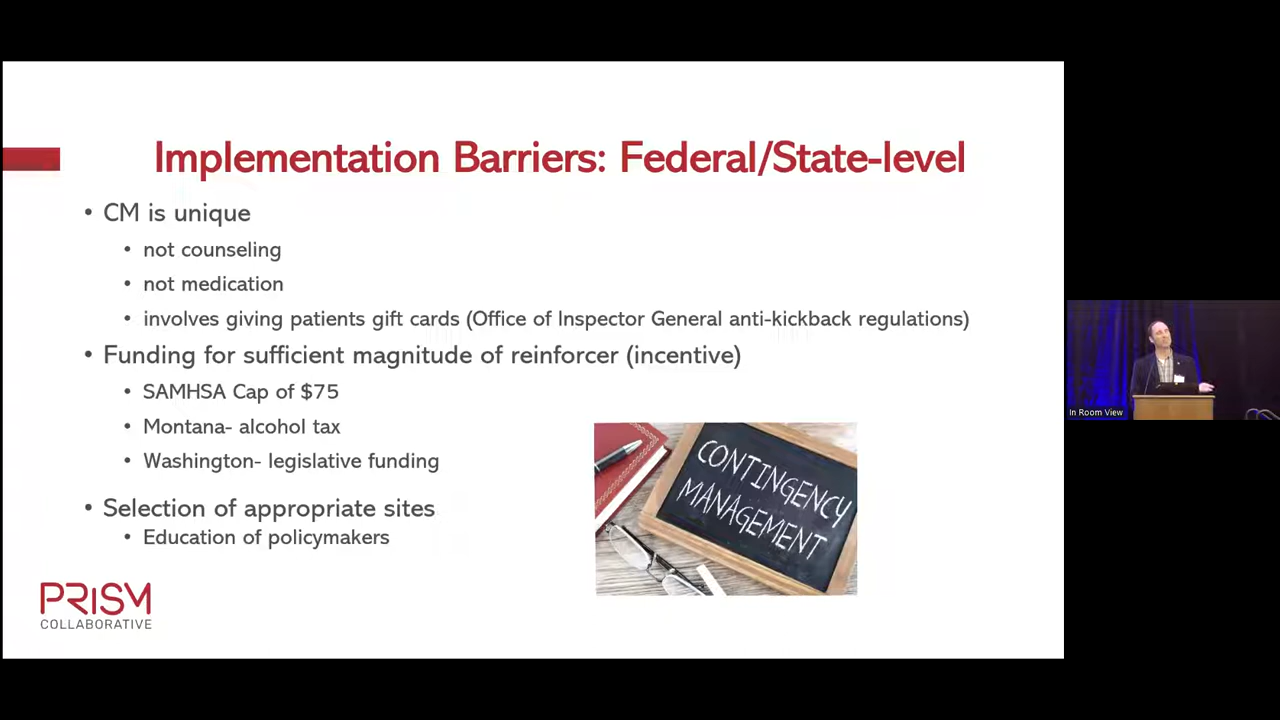 Implementation Barriers: Federal/State-level
• CM is unique
• not counseling
• not medication
• involves giving patients gift cards (Office of Inspector General anti-kickback regulations)
• Funding for sufficient magnitude of reinforcer (incentive)
• SAMHSA Cap of $75
• Montana- alcohol tax
• Washington- legislative funding
• Selection of appropriate sites
• Education of policymakers
CONTINGENCY
MANAGEMENT
PRISM
COLLABORATIVE
In Room View